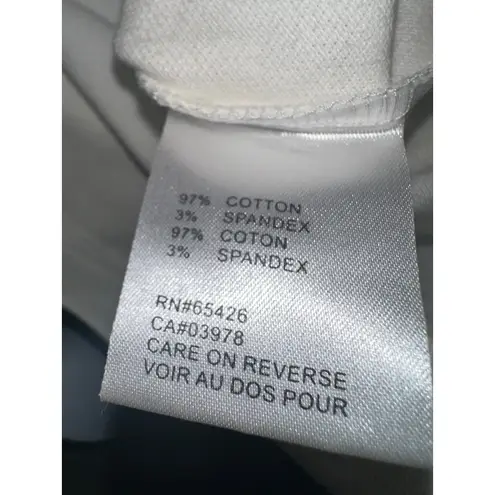 97% COTTON
3% SPANDEX
97% COTON
3% SPANDEX
RN#65426
CA#03978
CARE ON REVERSE
VOIR AU DOS POUR